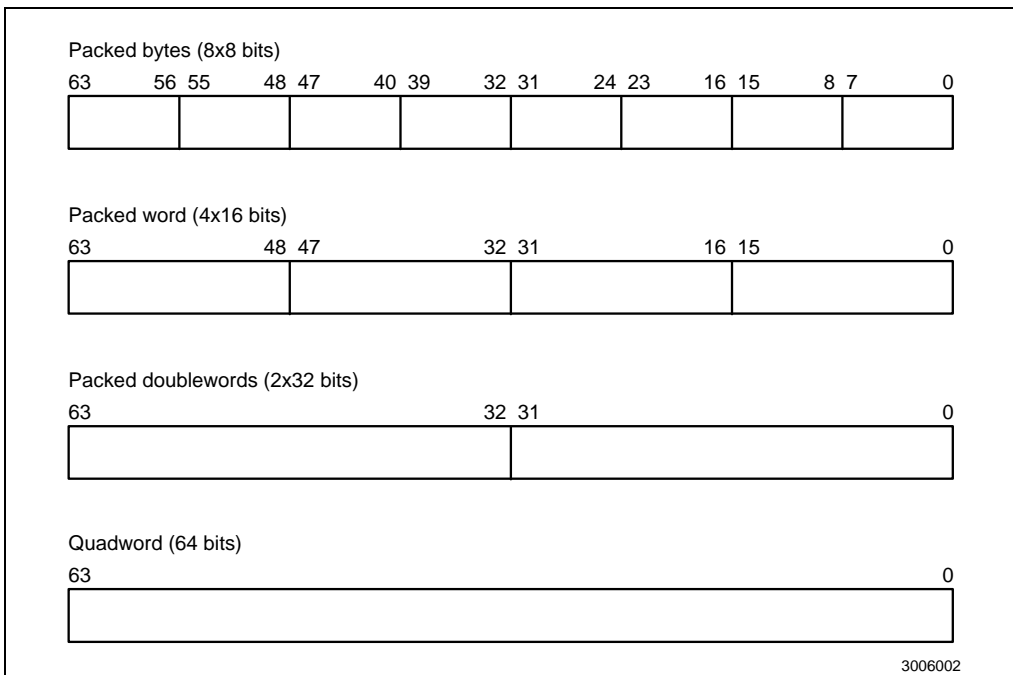 Packed bytes (8x8 bits)
63 56 55 48 47 40 39 32 31 24 23 16 15 8 7 0
Packed word (4x16 bits)
63 48 47 32 31 16 15 0
Packed doublewords (2x32 bits)
63 32 31 0
Quadword (64 bits)
63 0
3006002